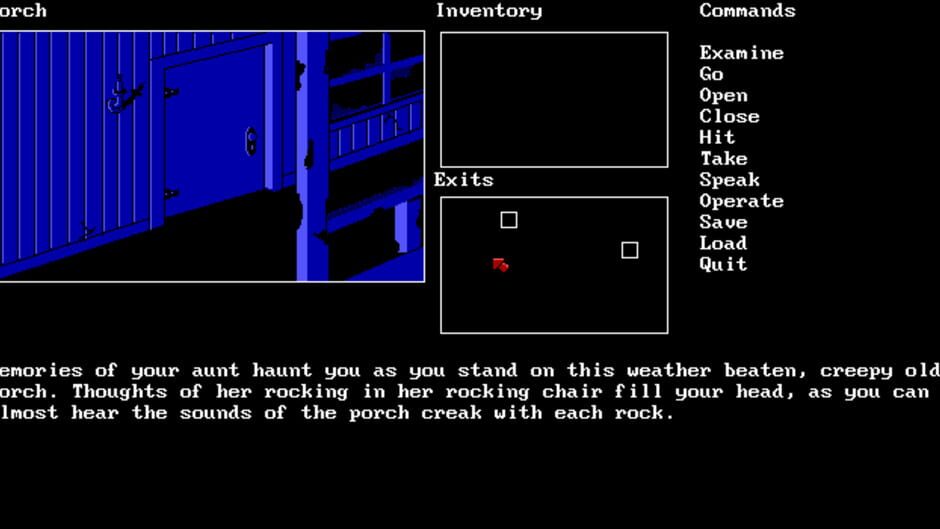 orch
Inventory
Commands
Examine
Go
Open
Close
Hit
Take
Speak
Operate
Save
Load
Quit
Exits
emories of your aunt haunt you as you stand on this weather beaten, creepy old
orch. Thoughts of her rocking in her rocking chair fill your head, as you can
lmost hear the sounds of the porch creak with each rock.